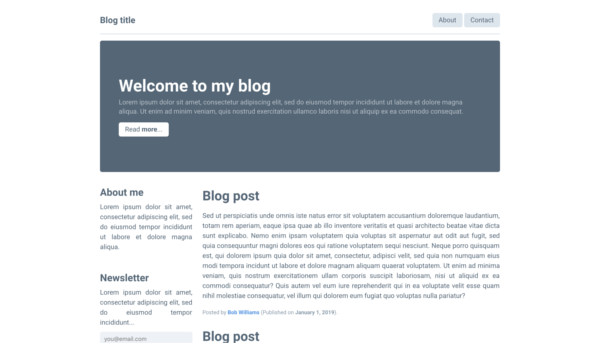 Blog title
About
Contact
Welcome to my blog
Lorem ipsum dolor sit amet, consectetur adipiscing elit, sed do eiusmod tempor incididunt ut labore et dolore magna
aliqua. Ut enim ad minim veniam, quis nostrud exercitation ullamco laboris nisi ut aliquip ex ea commodo consequat.
Read more...
About me
Lorem ipsum dolor sit amet,
consectetur adipiscing elit, sed
do eiusmod tempor incididunt
ut labore et dolore magna
aliqua.
Newsletter
Lorem ipsum dolor sit amet,
consectetur adipiscing elit, sed
do eiusmod tempor
incididunt...
you@email.com
Blog post
Sed ut perspiciatis unde omnis iste natus error sit voluptatem accusantium doloremque laudantium,
totam rem aperiam, eaque ipsa quae ab illo inventore veritatis et quasi architecto beatae vitae dicta
sunt explicabo. Nemo enim ipsam voluptatem quia voluptas sit aspernatur aut odit aut fugit, sed
quia consequuntur magni dolores eos qui ratione voluptatem sequi nesciunt. Neque porro quisquam
est, qui dolorem ipsum quia dolor sit amet, consectetur, adipisci velit, sed quia non numquam eius
modi tempora incidunt ut labore et dolore magnam aliquam quaerat voluptatem. Ut enim ad minima
veniam, quis nostrum exercitationem ullam corporis suscipit laboriosam, nisi ut aliquid ex ea
commodi consequatur? Quis autem vel eum iure reprehenderit qui in ea voluptate velit esse quam
nihil molestiae consequatur, vel illum qui dolorem eum fugiat quo voluptas nulla pariatur?
Posted by Bob Williams (Published on January 1, 2019).
Blog post